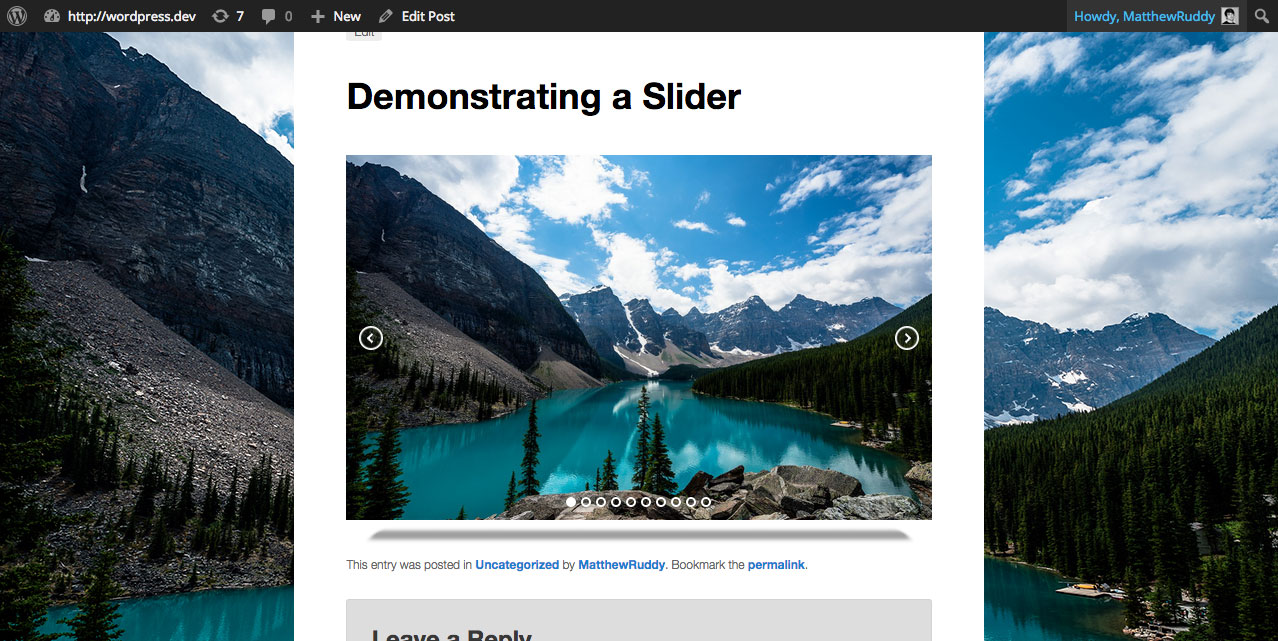 http://wordpress.dev 7 0 New Edit Post Howdy, MatthewRuddy
Edit
Demonstrating a Slider
This entry was posted in Uncategorized by MatthewRuddy. Bookmark the permalink.
Leave a Reply